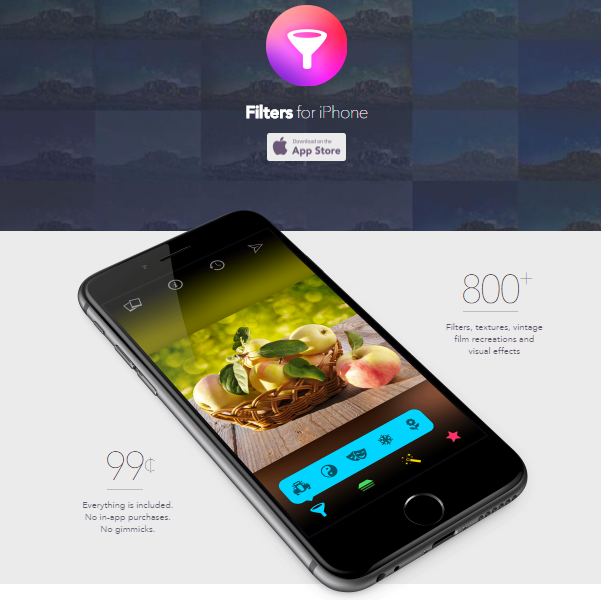 Filters for iPhone
Download on the
App Store
800+
Filters, textures, vintage
film recreations and
visual effects
99¢
Everything is included.
No in-app purchases.
No gimmicks.